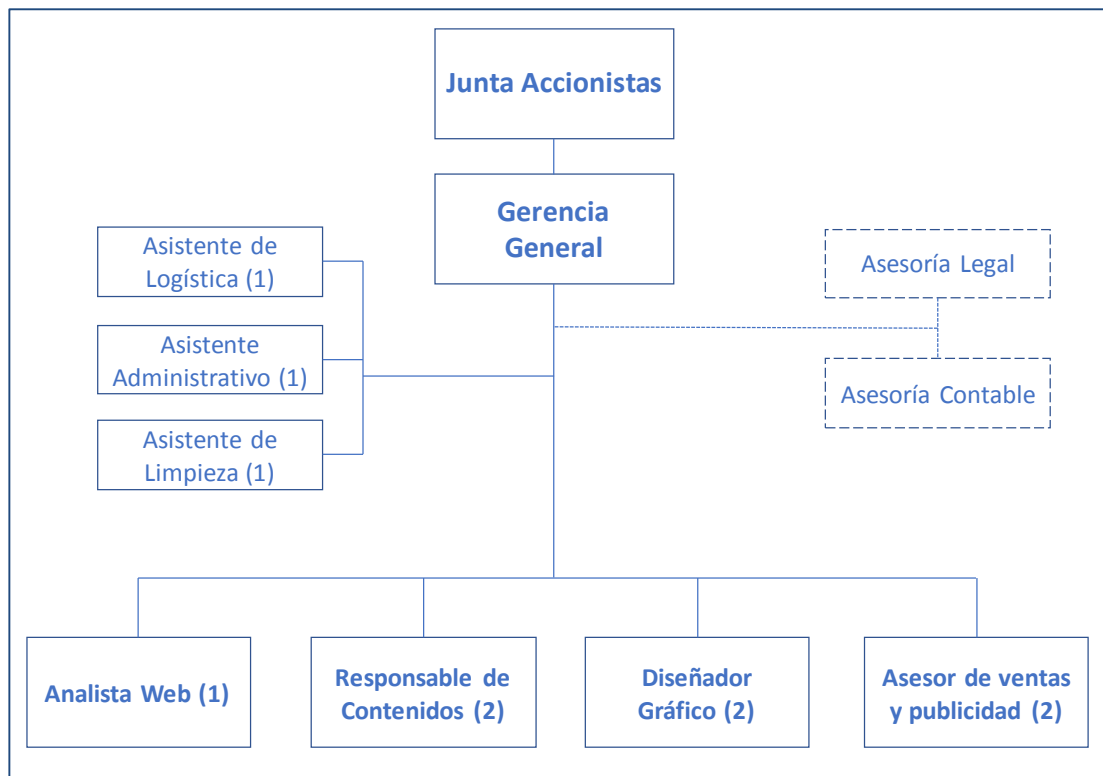 Junta Accionistas
Gerencia
General
Asistente de
Logística (1)
Asistente
Administrativo (1)
Asistente de
Limpieza (1)
Asesoría Legal
Asesoría Contable
Analista Web (1)
Responsable de
Contenidos (2)
Diseñador
Gráfico (2)
Asesor de ventas
y publicidad (2)